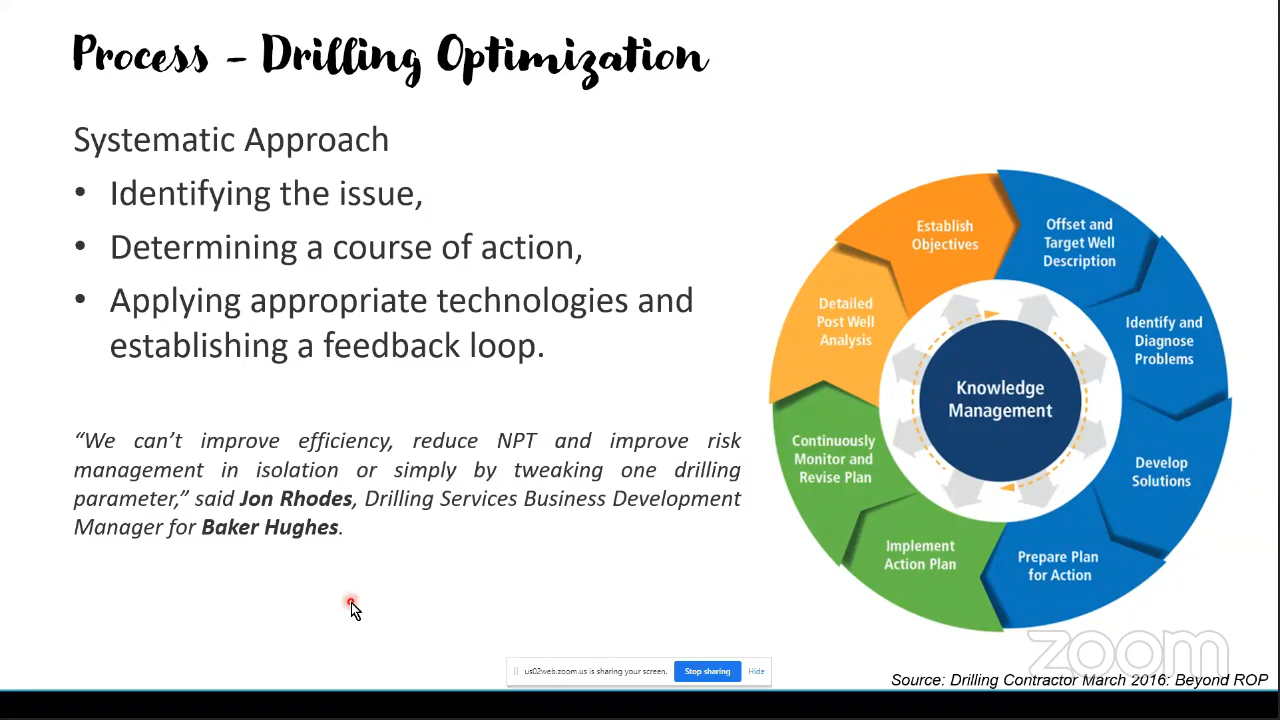 Process - Drilling Optimization
Systematic Approach
• Identifying the issue,
• Determining a course of action,
• Applying appropriate technologies and
establishing a feedback loop.
“We can’t improve efficiency, reduce NPT and improve risk
management in isolation or simply by tweaking one drilling
parameter,” said Jon Rhodes, Drilling Services Business Development
Manager for Baker Hughes.
Establish
Objectives
Offset and
Target Well
Description
Identify and
Diagnose
Problems
Develop
Solutions
Prepare Plan
for Action
Implement
Action Plan
Continuously
Monitor and
Revise Plan
Detailed
Post Well
Analysis
Knowledge
Management
zoom
us02web.zoom.us is sharing your screen.
Stop sharing
Hide
Source: Drilling Contractor March 2016: Beyond ROP